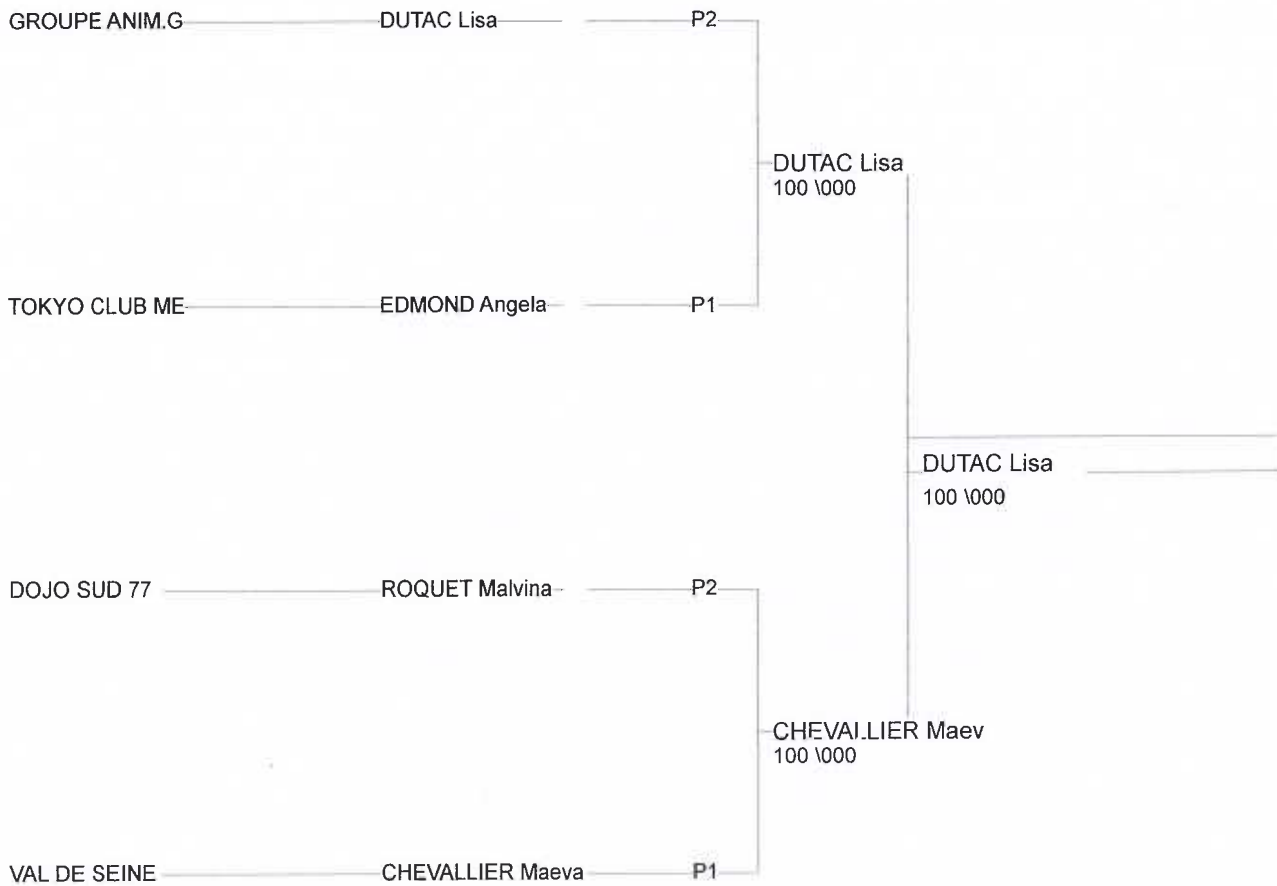 GROUPE ANIM.G DUTAC Lisa P2
DUTAC Lisa
100 \000
TOKYO CLUB ME EDMOND Angela P1
DUTAC Lisa
100 \000
DOJO SUD 77 ROQUET Malvina P2
CHEVALLIER Maev
100 \000
VAL DE SEINE CHEVALLIER Maeva P1